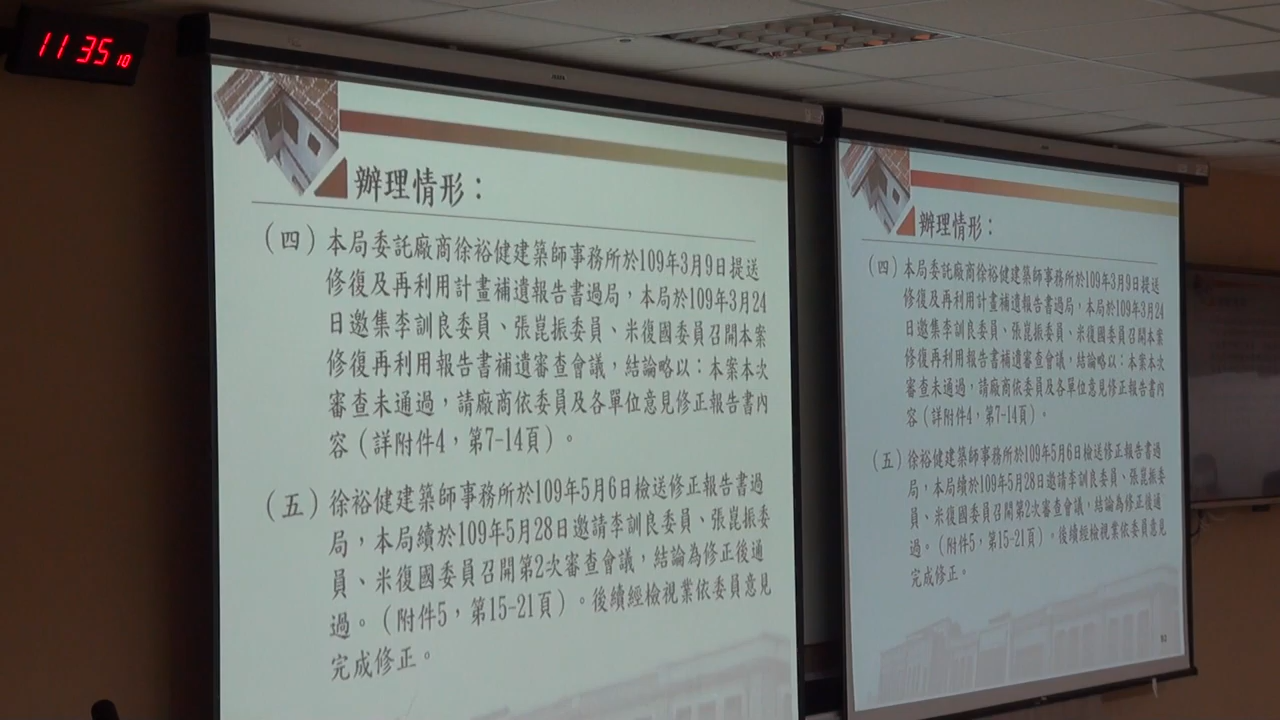 11 35 10
辦理情形：
（四）本局委託廠商徐裕健建築師事務所於109年3月9日提送
修復及再利用計畫補遺報告書過局，本局於109年3月24
日邀集李訓良委員、張崑振委員、米復國委員召開本案
修復再利用報告書補遺審查會議，結論略以：本案本次
審查未通過，請廠商依委員及各單位意見修正報告書內
容（詳附件4，第7-14頁）。
（五）徐裕健建築師事務所於109年5月6日檢送修正報告書過
局，本局續於109年5月28日邀請李訓良委員、張崑振委
員、米復國委員召開第2次審查會議，結論為修正後通
過。（附件5，第15-21頁）。後續經檢視業依委員意見
完成修正。
辦理情形：
（四）本局委託廠商徐裕健建築師事務所於109年3月9日提送
修復及再利用計畫補遺報告書過局，本局於109年3月24
日邀集李訓良委員、張崑振委員、米復國委員召開本案
修復再利用報告書補遺審查會議，結論略以：本案本次
審查未通過，請廠商依委員及各單位意見修正報告書內
容（詳附件4，第7-14頁）。
（五）徐裕健建築師事務所於109年5月6日檢送修正報告書過
局，本局續於109年5月28日邀請李訓良委員、張崑振委
員、米復國委員召開第2次審查會議，結論為修正後通
過。（附件5，第15-21頁）。後續經檢視業依委員意見
完成修正。